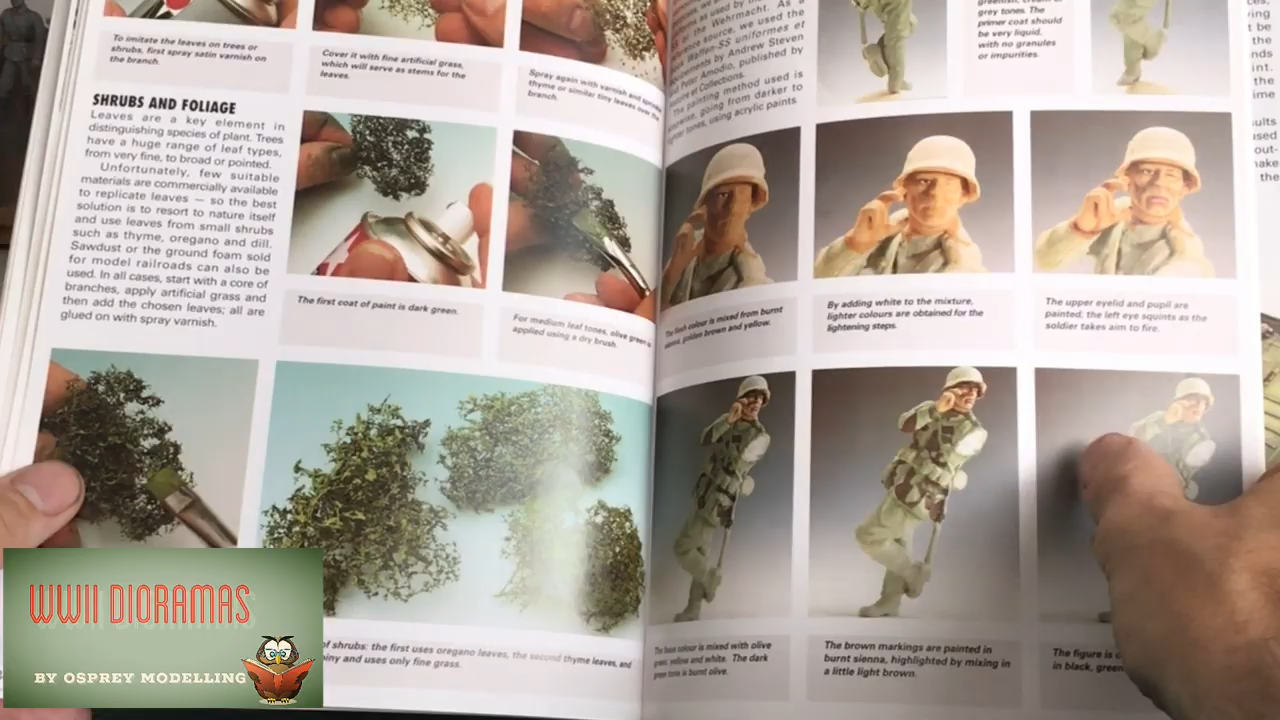 To imitate the leaves on trees or
shrubs, first spray satin varnish on
the branch.
Cover it with fine artificial grass,
which will serve as stems for the
leaves.
Spray again with varnish and
thyme or similar tiny leaves over the
branch.
SHRUBS AND FOLIAGE
Leaves are a key element in
distinguishing species of plant. Trees
have a huge range of leaf types,
from very fine, to broad or pointed.
Unfortunately, few suitable
materials are commercially available
to replicate leaves — so the best
solution is to resort to nature itself
and use leaves from small shrubs
such as thyme, oregano and dill.
Sawdust or the ground foam sold
for model railroads can also be
used. In all cases, start with a core of
branches, apply artificial grass and
then add the chosen leaves; all are
glued on with spray varnish.
The first coat of paint is dark green.
For medium leaf tones, olive green is
applied using a dry brush.
of shrubs: the first uses oregano leaves, the second thyme leaves, and
and uses only fine grass.
as used by
the Wehrmacht. As a
source, we used the
Waffen-SS uniformes et
by Andrew Steven
Amodio, published by
et Collections.
The painting method used is
going from darker to
tones, using acrylic paints.
grey tones. The
primer coat should
be very liquid,
with no granules
or impurities.
The flesh colour is mixed from burnt
sienna, golden brown and yellow.
By adding white to the mixture,
lighter colours are obtained for the
lightening steps.
The upper eyelid and pupil are
painted, the left eye squints as the
soldier takes aim to fire.
The base colour is mixed with olive
green, yellow and white. The dark
green tone is burnt olive.
The brown markings are painted in
burnt sienna, highlighted by mixing in
a little light brown.
The figure is
in black, green
WWII DIORAMAS
BY OSPREY MODELLING